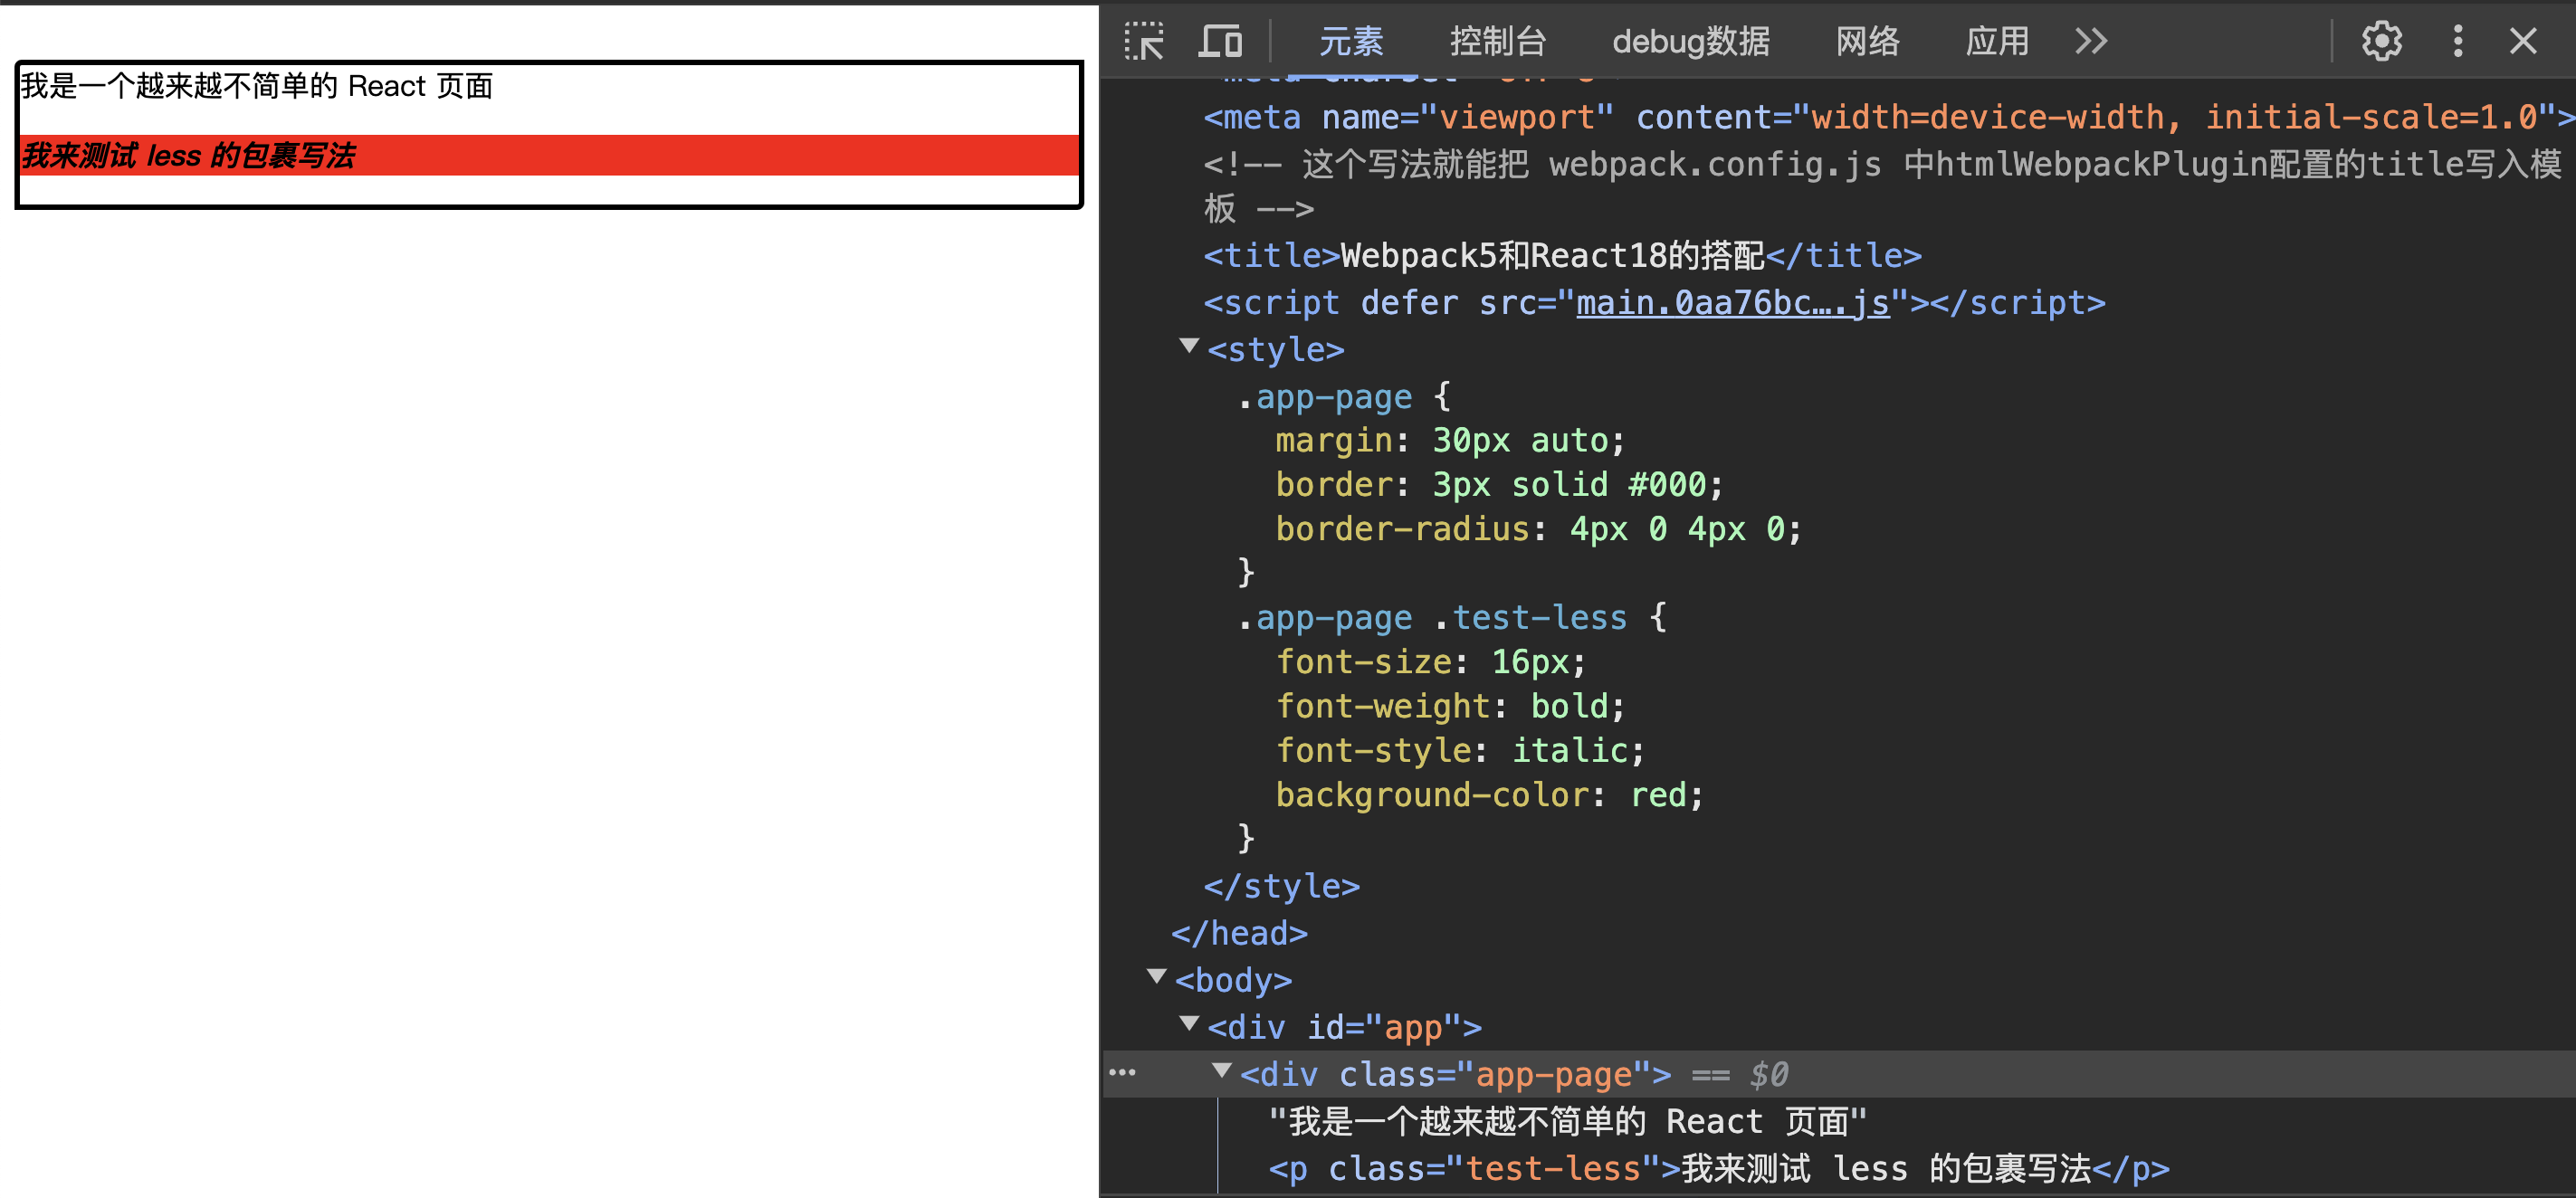 我是一个越来越不简单的 React 页面
我来测试 less 的包裹写法
元素 控制台 debug数据 网络 应用
<meta name="viewport" content="width=device-width, initial-scale=1.0">
<!-- 这个写法就能把 webpack.config.js 中htmlWebpackPlugin配置的title写入模
板 -->
<title>Webpack5和React18的搭配</title>
<script defer src="main.0aa76bc….js"></script>
<style>
.app-page {
margin: 30px auto;
border: 3px solid #000;
border-radius: 4px 0 4px 0;
}
.app-page .test-less {
font-size: 16px;
font-weight: bold;
font-style: italic;
background-color: red;
}
</style>
</head>
<body>
<div id="app">
<div class="app-page"> == $0
"我是一个越来越不简单的 React 页面"
<p class="test-less">我来测试 less 的包裹写法</p>